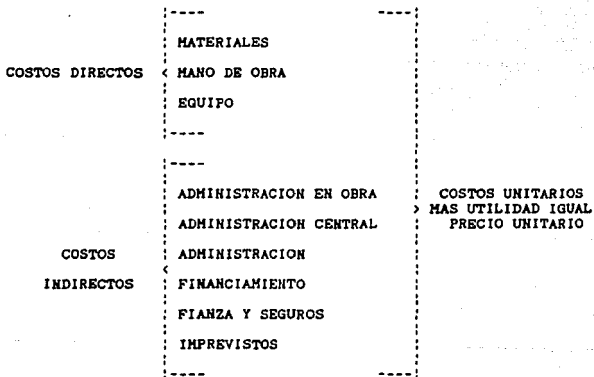 MATERIALES
COSTOS DIRECTOS
MANO DE OBRA
EQUIPO
ADMINISTRACION EN OBRA
ADMINISTRACION CENTRAL
COSTOS
INDIRECTOS
ADMINISTRACION
FINANCIAMIENTO
FIANZA Y SEGUROS
IMPREVISTOS
COSTOS UNITARIOS
MAS UTILIDAD IGUAL
PRECIO UNITARIO